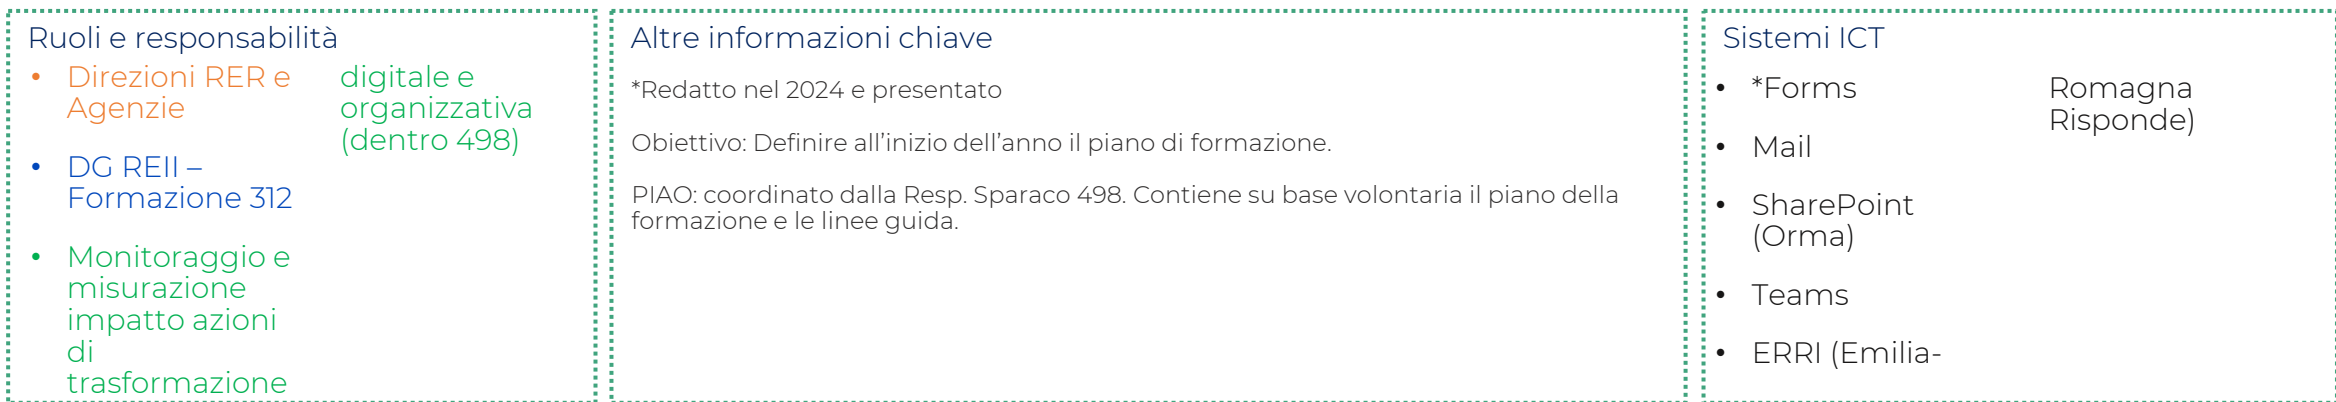 Ruoli e responsabilità
• Direzioni RER e
Agenzie
• DG REII –
Formazione 312
• Monitoraggio e
misurazione
impatto azioni
di
trasformazione
digitale e
organizzativa
(dentro 498)
Altre informazioni chiave
*Redatto nel 2024 e presentato
Obiettivo: Definire all’inizio dell’anno il piano di formazione.
PIAO: coordinato dalla Resp. Sparaco 498. Contiene su base volontaria il piano della
formazione e le linee guida.
Sistemi ICT
• *Forms
• Mail
• SharePoint
(Orma)
• Teams
• ERRI (Emilia-
Romagna
Risponde)